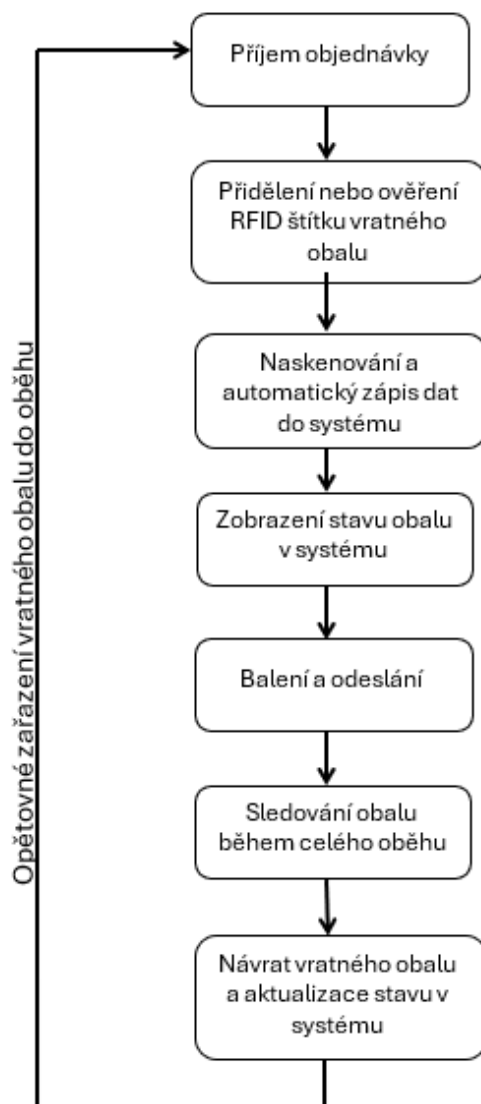 Příjem objednávky
Přidělení nebo ověření
RFID štítku vratného
obalu
Naskenování a
automatický zápis dat
do systému
Zobrazení stavu obalu
v systému
Balení a odeslání
Sledování obalu
během celého oběhu
Návrat vratného obalu
a aktualizace stavu v
systému
Opětovné zařazení vratného obalu do oběhu